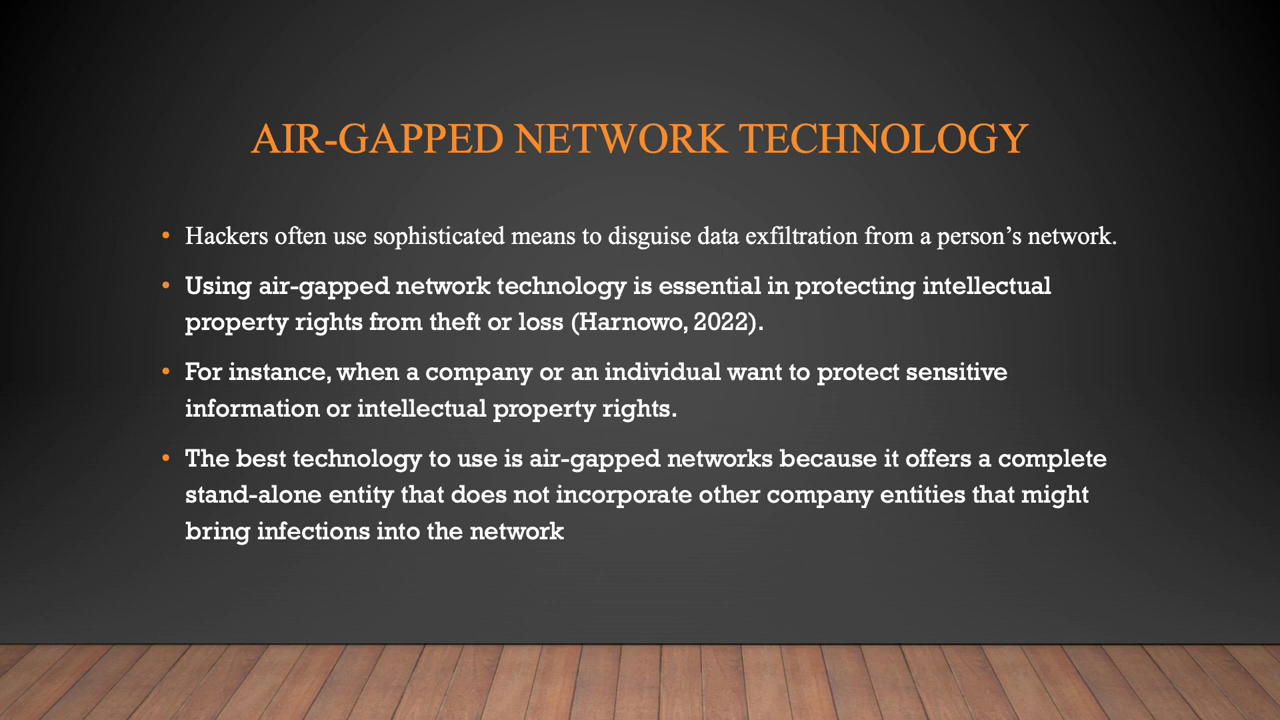 AIR-GAPPED NETWORK TECHNOLOGY
• Hackers often use sophisticated means to disguise data exfiltration from a person’s network.
• Using air-gapped network technology is essential in protecting intellectual
property rights from theft or loss (Harnowo, 2022).
• For instance, when a company or an individual want to protect sensitive
information or intellectual property rights.
• The best technology to use is air-gapped networks because it offers a complete
stand-alone entity that does not incorporate other company entities that might
bring infections into the network